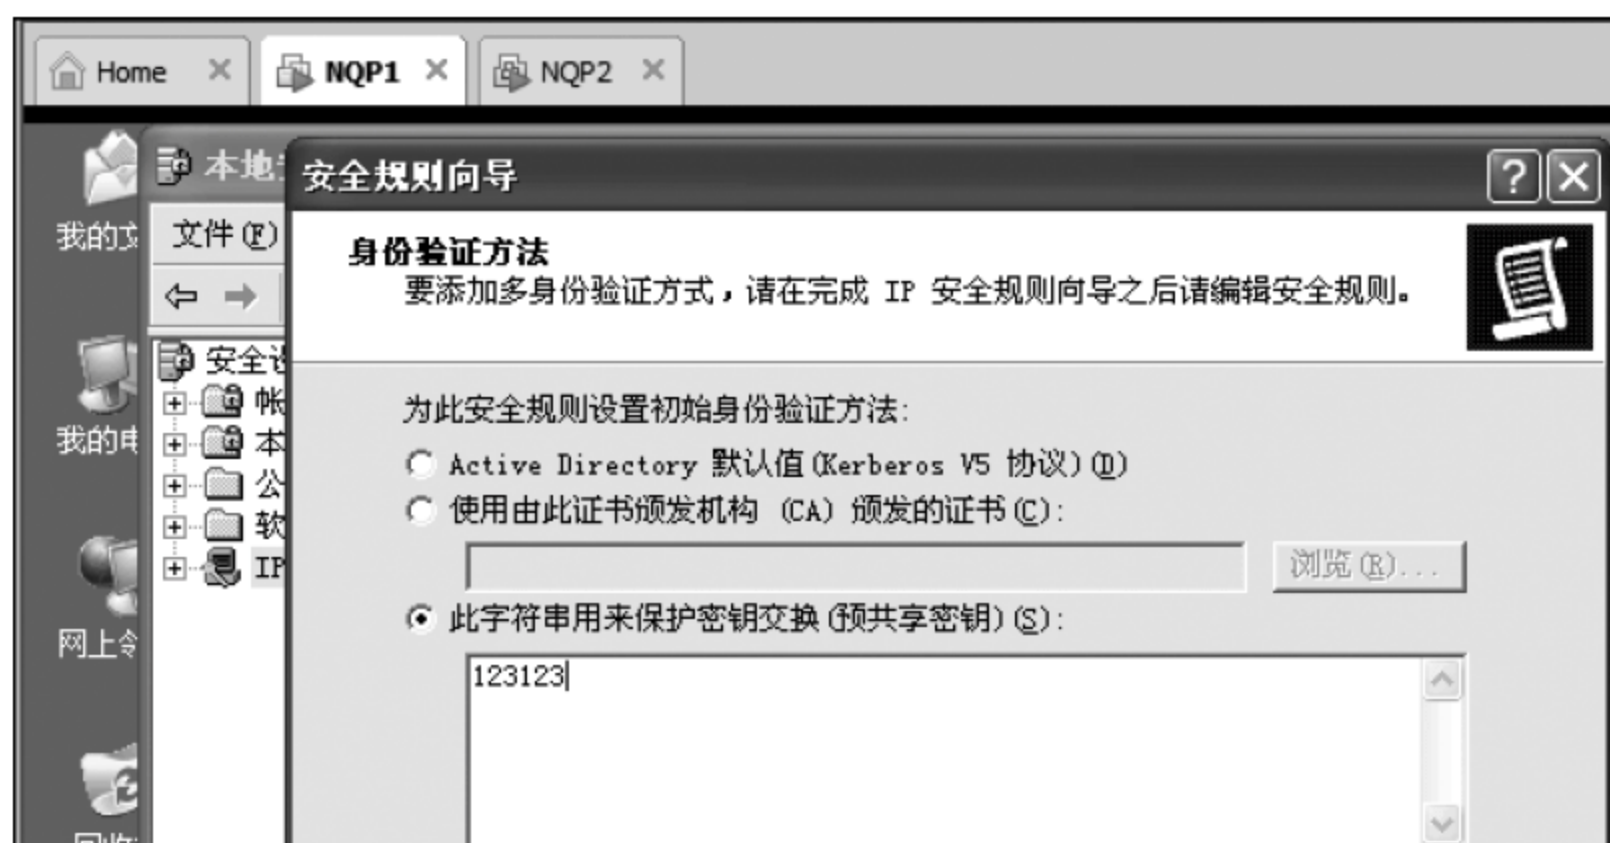 Home
NQP1
NQP2
本地
安全规则向导
我的文
文件(F)
身份验证方法
要添加多身份验证方式，请在完成 IP 安全规则向导之后请编辑安全规则。
安全设
帐
我的电
本
公
软
IP
为此安全规则设置初始身份验证方法:
Active Directory 默认值(Kerberos V5 协议)(D)
使用由此证书颁发机构 (CA) 颁发的证书(C):
浏览(R)...
网上邻
此字符串用来保护密钥交换(预共享密钥)(S):
123123